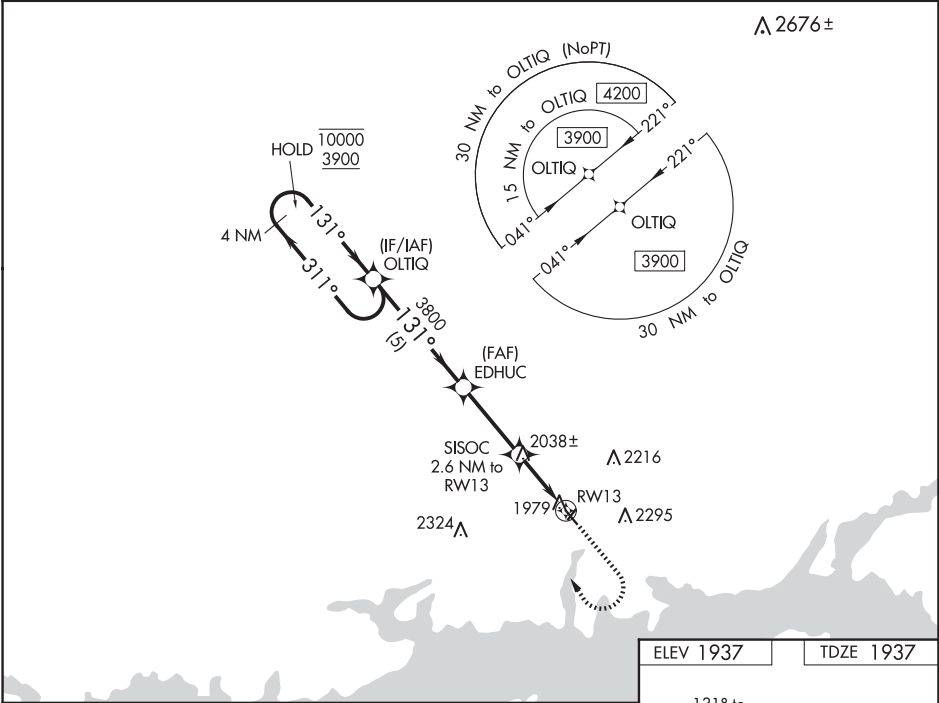 2676±
30 NM to OLTIQ (NoPT)
15 NM to OLTIQ
4200
3900
221°
OLTIQ
041°
221°
OLTIQ
041°
3900
30 NM to OLTIQ
HOLD
10000
3900
4 NM
131°
311°
(IF/IAF)
OLTIQ
3800
131°
(5)
(FAF)
EDHUC
SISOC
2.6 NM to
RW13
2038±
2216
1979
RW13
2295
2324
ELEV 1937
TDZE 1937
131° to